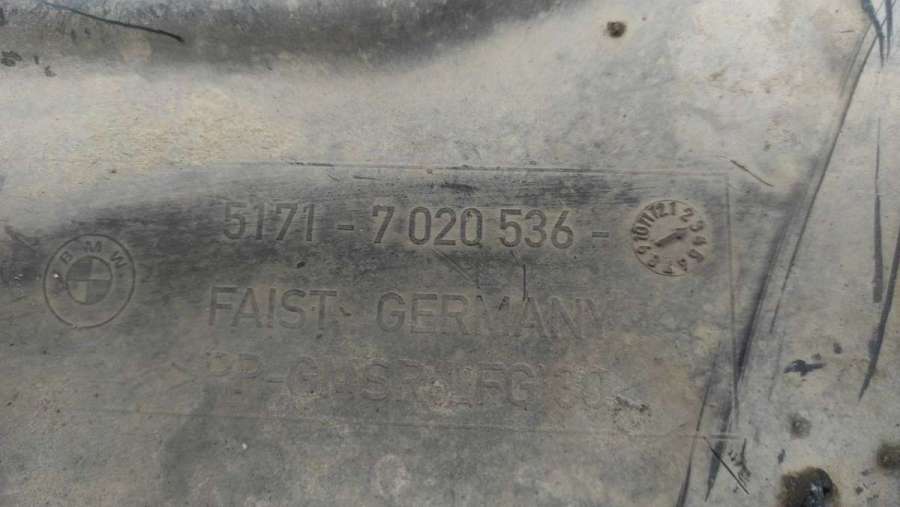 5171 - 7 020 536 -
BMW
FAIST GERMANY